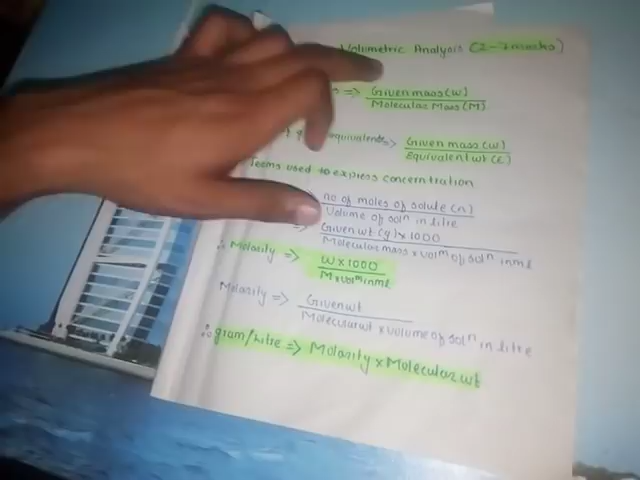 Volumetric Analysis (2-7 marks)
=> Given mass (W) / Molecular Mass (M)
equivalents > Given mass (W) / Equivalent wt (E)
Terms used to express concentration
no of moles of solute (n) / Volume of solⁿ in litre
=> Given wt (g) x 1000 / Molecular mass x volᵐ of solⁿ in ml
∴ Molarity => W x 1000 / M x volᵐ in ml
Molarity => Given wt / Molecular wt x volume of solⁿ in litre
∴ gram/litre => Molarity x Molecular wt